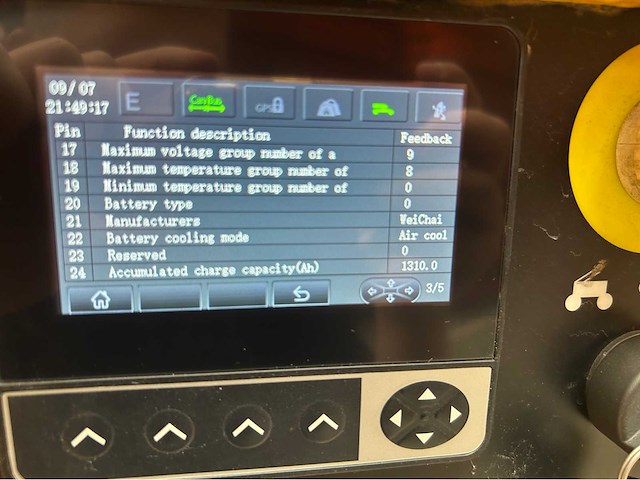 09/07
21:49:17
E
CanBus
GPS
Pin Function description Feedback
17 Maximum voltage group number of a 9
18 Maximum temperature group number of 8
19 Minimum temperature group number of 0
20 Battery type 0
21 Manufacturers WeiChai
22 Battery cooling mode Air cool
23 Reserved 0
24 Accumulated charge capacity(Ah) 1310.0
3/5